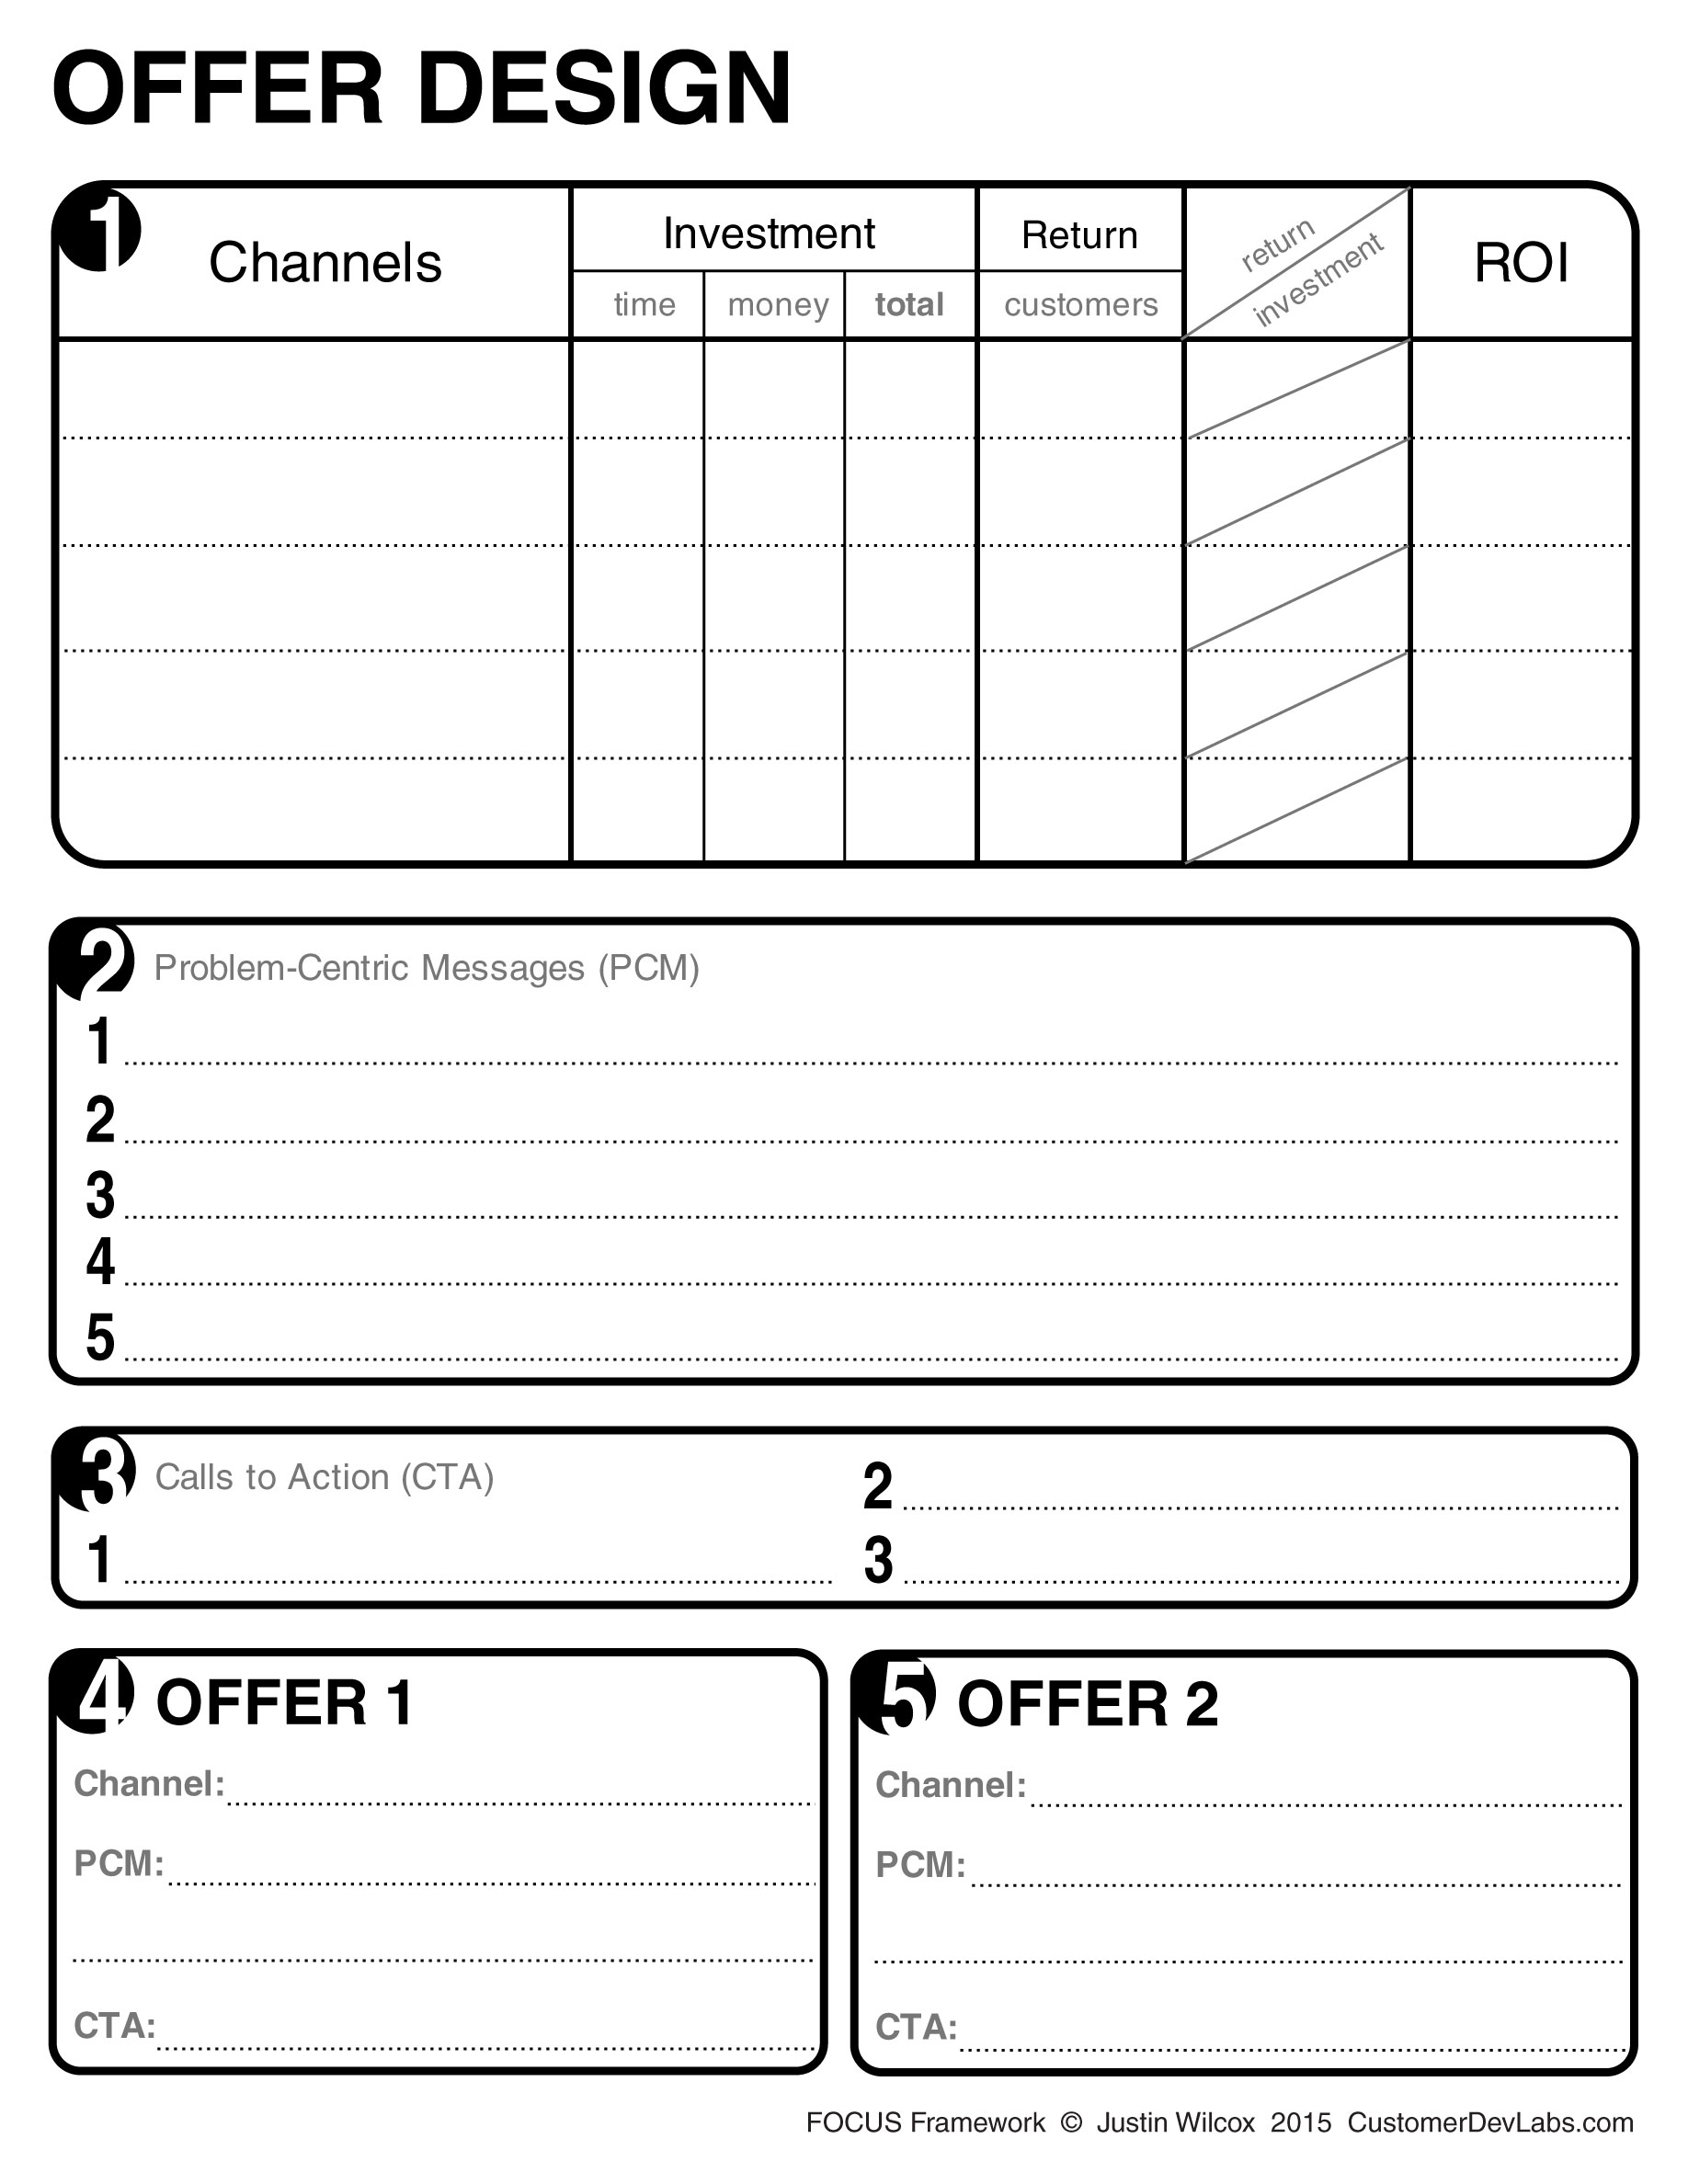 OFFER DESIGN
1
Channels
Investment
time money total
Return
customers
return
investment
ROI
2 Problem-Centric Messages (PCM)
1
2
3
4
5
3 Calls to Action (CTA)
1
2
3
4 OFFER 1
Channel:
PCM:
CTA:
5 OFFER 2
Channel:
PCM:
CTA:
FOCUS Framework © Justin Wilcox 2015 CustomerDevLabs.com